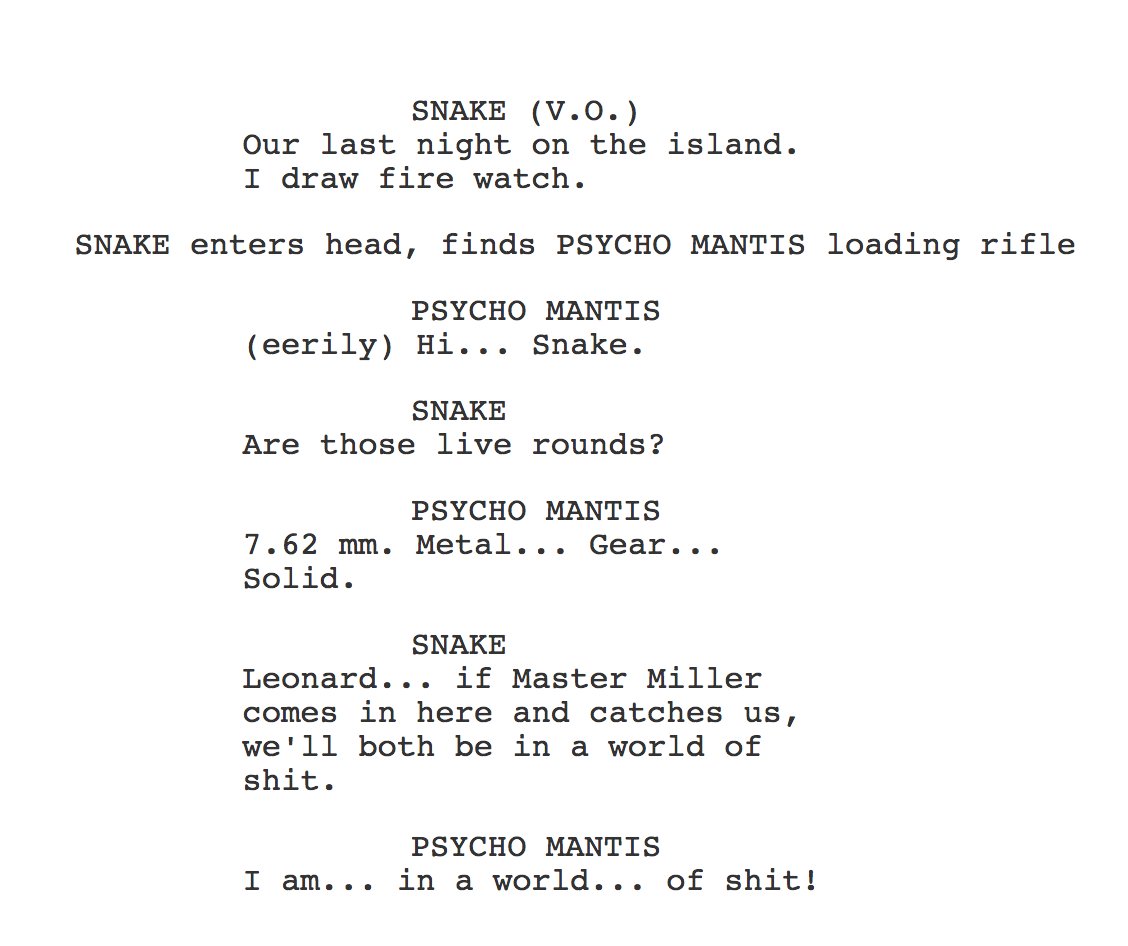 SNAKE (V.O.)
Our last night on the island.
I draw fire watch.
SNAKE enters head, finds PSYCHO MANTIS loading rifle
PSYCHO MANTIS
(eerily) Hi... Snake.
SNAKE
Are those live rounds?
PSYCHO MANTIS
7.62 mm. Metal... Gear...
Solid.
SNAKE
Leonard... if Master Miller
comes in here and catches us,
we'll both be in a world of
shit.
PSYCHO MANTIS
I am... in a world... of shit!